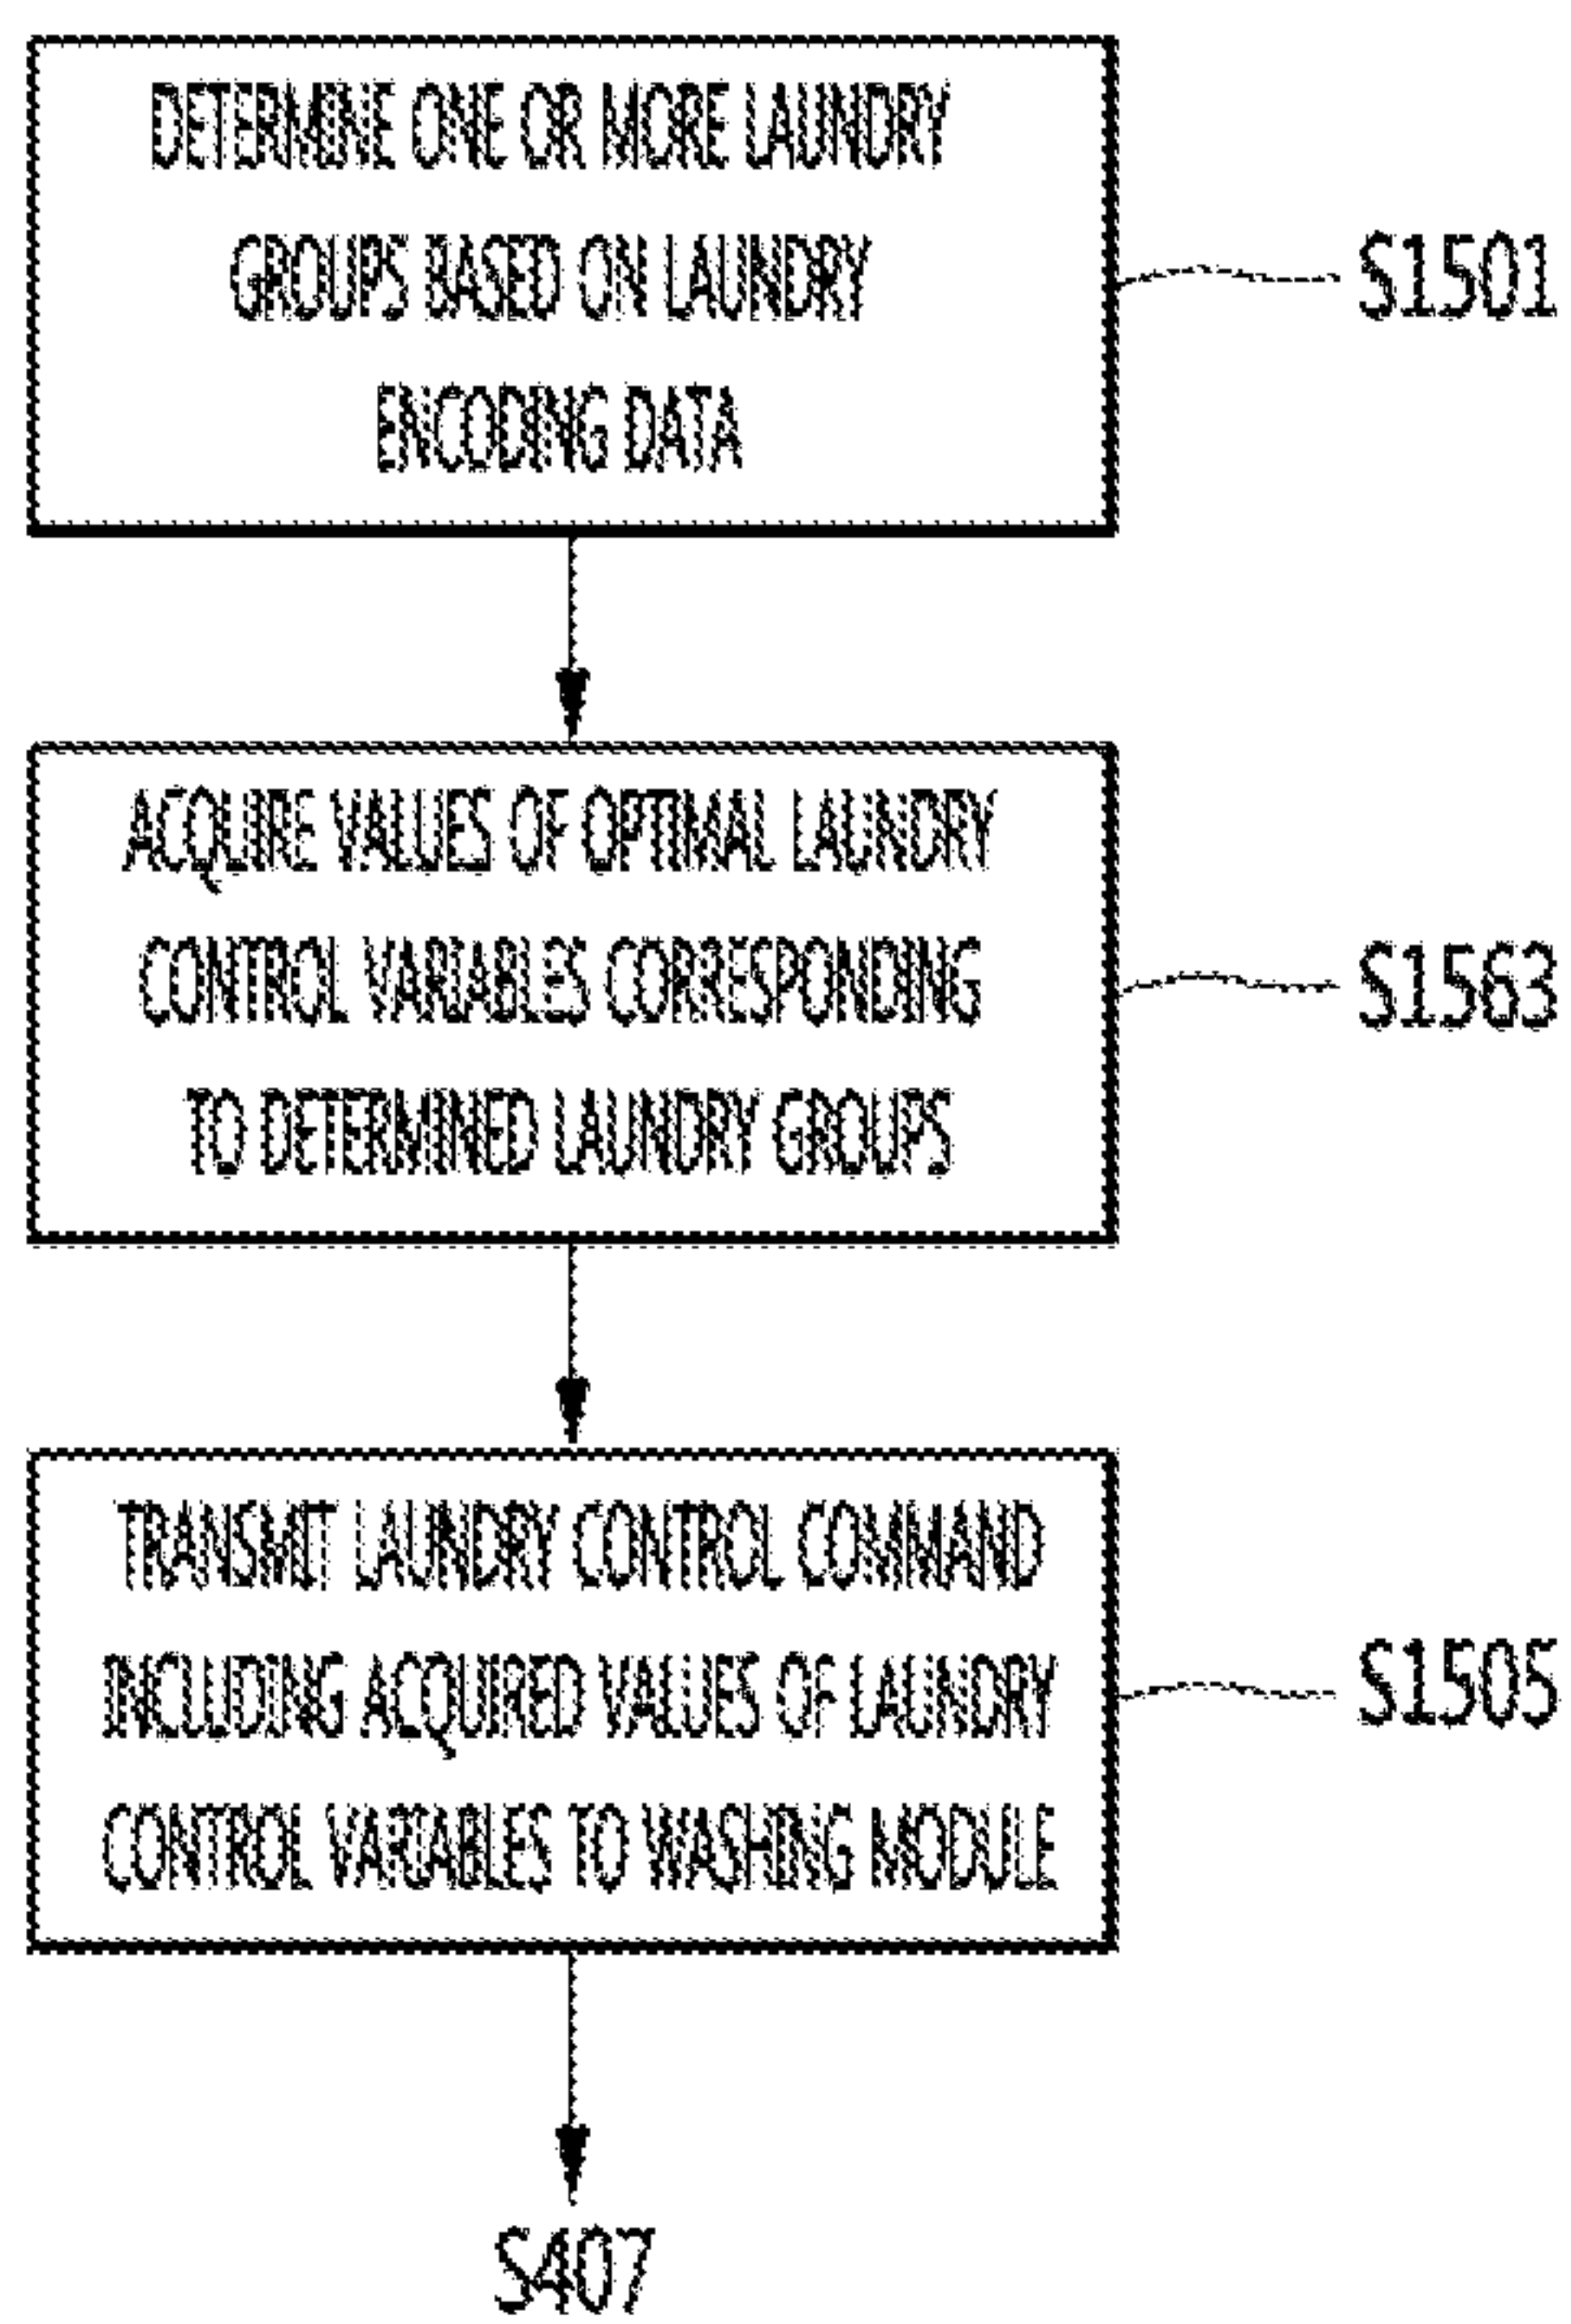 DETERMINE ONE OR MORE LAUNDRY
GROUPS BASED ON LAUNDRY
ENCODING DATA
S1501
ACQUIRE VALUES OF OPTIMAL LAUNDRY
CONTROL VARIABLES CORRESPONDING
TO DETERMINED LAUNDRY GROUPS
S1563
TRANSMIT LAUNDRY CONTROL COMMAND
INCLUDING ACQUIRED VALUES OF LAUNDRY
CONTROL VARIABLES TO WASHING MODULE
S1505
S407